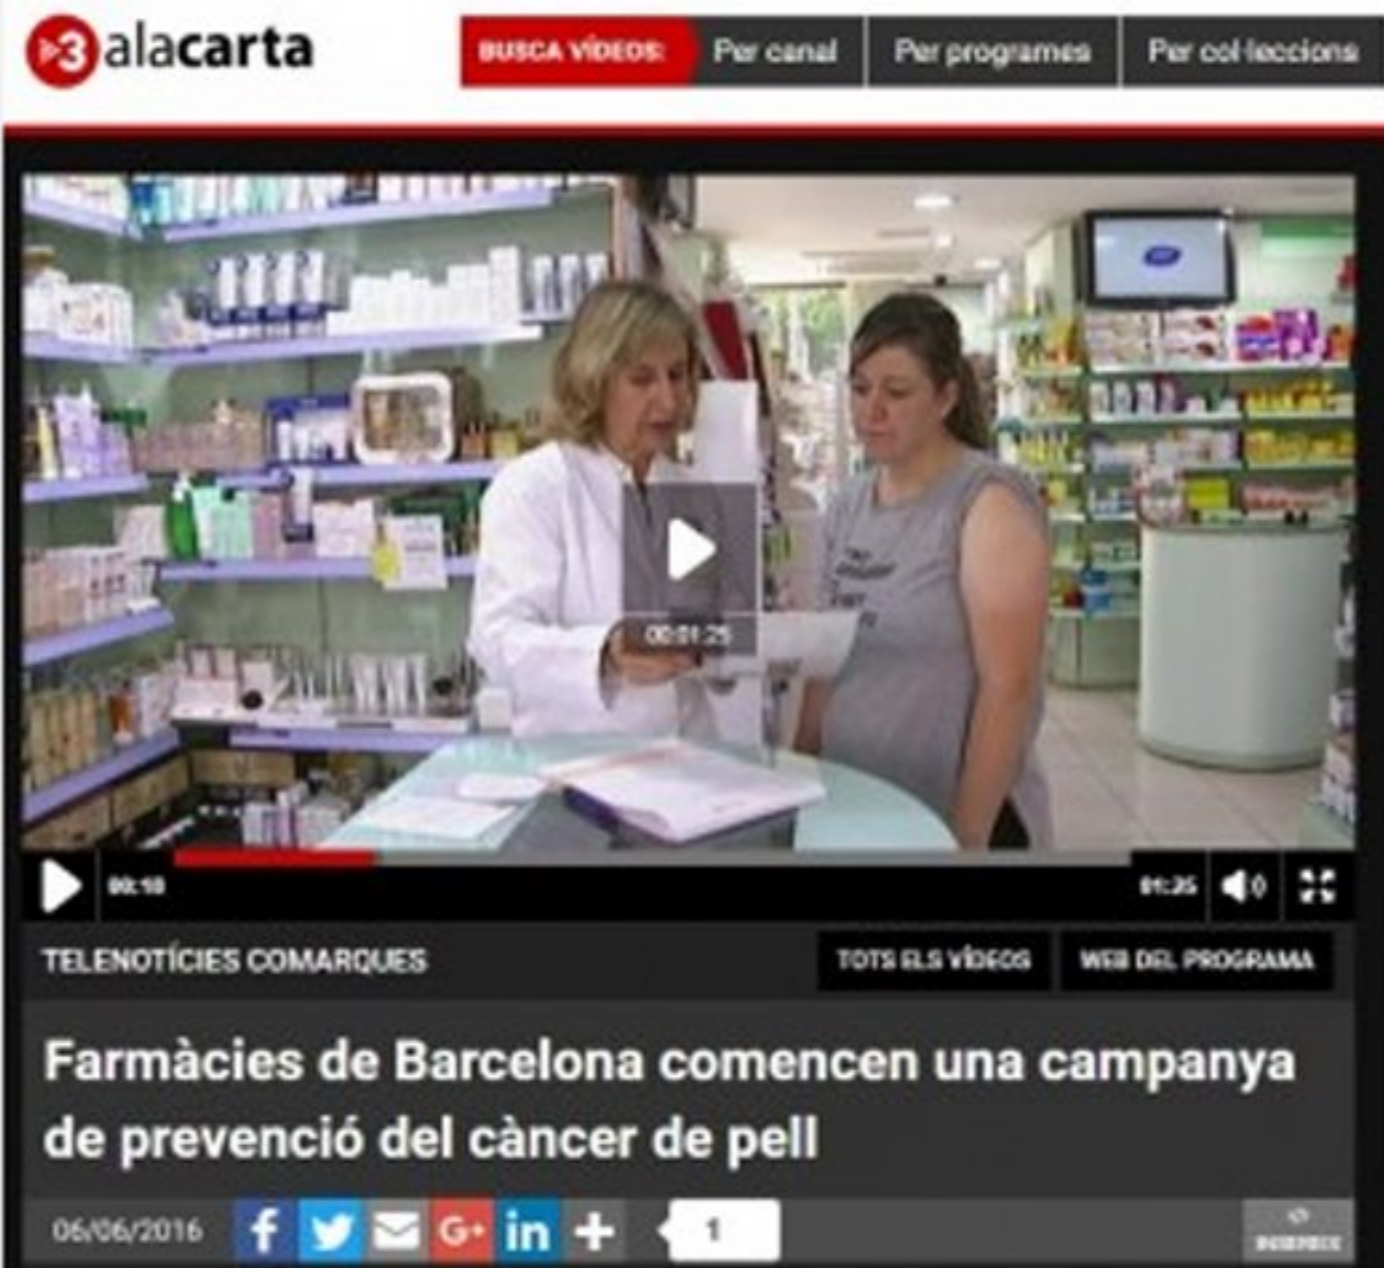 3alacarta
BUSCA VÍDEOS:
Per canal
Per programes
Per col·leccions
00:01:25
00:18
01:25
TELENOTÍCIES COMARQUES
TOTS ELS VÍDEOS
WEB DEL PROGRAMA
Farmàcies de Barcelona comencen una campanya
de prevenció del càncer de pell
06/06/2016
f
G+
in
+
1